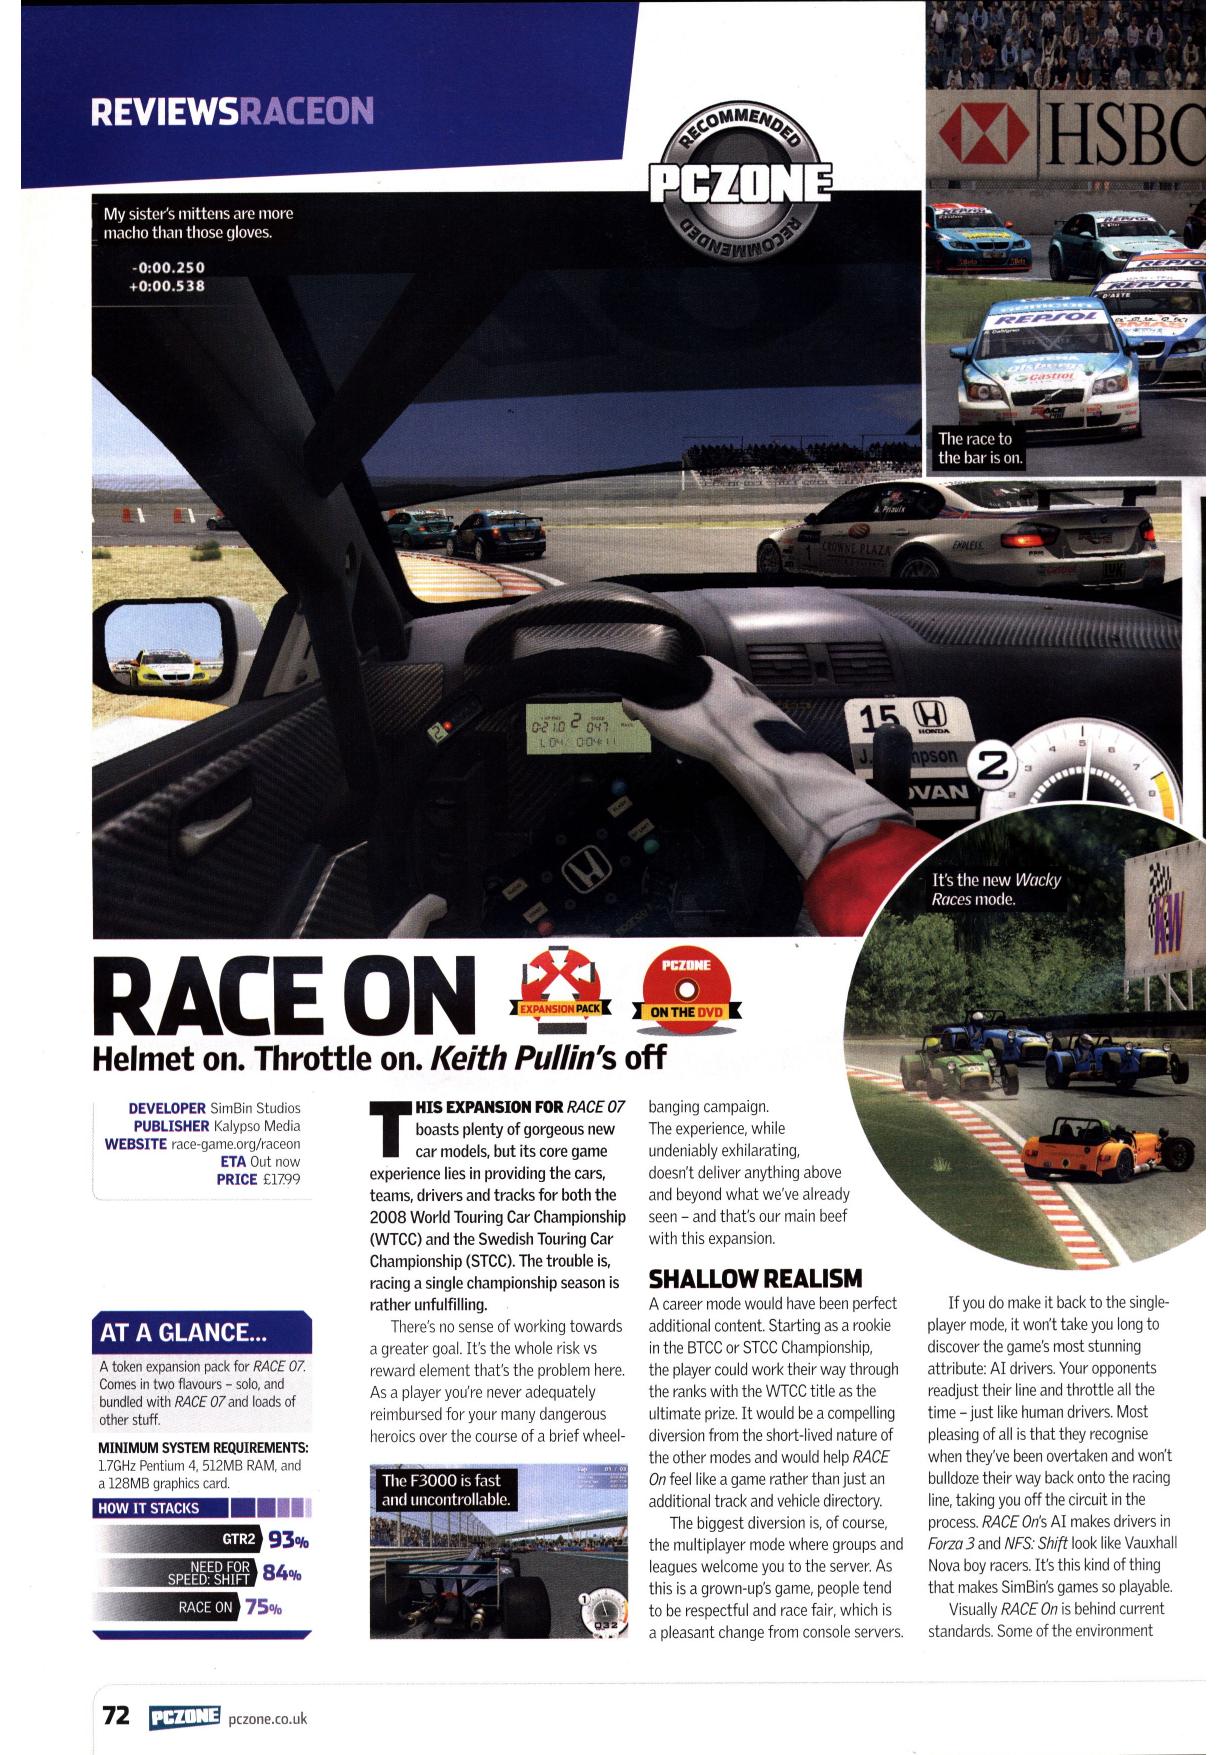 REVIEWSRACEON
RECOMMENDED
PCZONE
RECOMMENDED
My sister's mittens are more
macho than those gloves.
-0:00.250
+0:00.538
HSBC
REPSOL
REPSOL
REPSOL
D'ASTE
REPSOL
Castrol
The race to
the bar is on.
A. Priaulx
1 CROWNE PLAZA
ENDLESS
LUK
0:21.0 2 047
15
HONDA
2
3 4 5 6 7 8
It's the new Wacky
Races mode.
RACE ON
EXPANSION PACK
PCZONE
ON THE DVD
Helmet on. Throttle on. Keith Pullin's off
DEVELOPER SimBin Studios
PUBLISHER Kalypso Media
WEBSITE race-game.org/raceon
ETA Out now
PRICE £17.99
AT A GLANCE...
A token expansion pack for RACE 07.
Comes in two flavours – solo, and
bundled with RACE 07 and loads of
other stuff.
MINIMUM SYSTEM REQUIREMENTS:
1.7GHz Pentium 4, 512MB RAM, and
a 128MB graphics card.
HOW IT STACKS
GTR2 93%
NEED FOR
SPEED: SHIFT 84%
RACE ON 75%
THIS EXPANSION FOR RACE 07
boasts plenty of gorgeous new
car models, but its core game
experience lies in providing the cars,
teams, drivers and tracks for both the
2008 World Touring Car Championship
(WTCC) and the Swedish Touring Car
Championship (STCC). The trouble is,
racing a single championship season is
rather unfulfilling.
There's no sense of working towards
a greater goal. It's the whole risk vs
reward element that's the problem here.
As a player you're never adequately
reimbursed for your many dangerous
heroics over the course of a brief wheel-
The F3000 is fast
and uncontrollable.
banging campaign.
The experience, while
undeniably exhilarating,
doesn't deliver anything above
and beyond what we've already
seen – and that's our main beef
with this expansion.
SHALLOW REALISM
A career mode would have been perfect
additional content. Starting as a rookie
in the BTCC or STCC Championship,
the player could work their way through
the ranks with the WTCC title as the
ultimate prize. It would be a compelling
diversion from the short-lived nature of
the other modes and would help RACE
On feel like a game rather than just an
additional track and vehicle directory.
The biggest diversion is, of course,
the multiplayer mode where groups and
leagues welcome you to the server. As
this is a grown-up's game, people tend
to be respectful and race fair, which is
a pleasant change from console servers.
If you do make it back to the single-
player mode, it won't take you long to
discover the game's most stunning
attribute: AI drivers. Your opponents
readjust their line and throttle all the
time – just like human drivers. Most
pleasing of all is that they recognise
when they've been overtaken and won't
bulldoze their way back onto the racing
line, taking you off the circuit in the
process. RACE On's AI makes drivers in
Forza 3 and NFS: Shift look like Vauxhall
Nova boy racers. It's this kind of thing
that makes SimBin's games so playable.
Visually RACE On is behind current
standards. Some of the environment
72 PCZONE pczone.co.uk